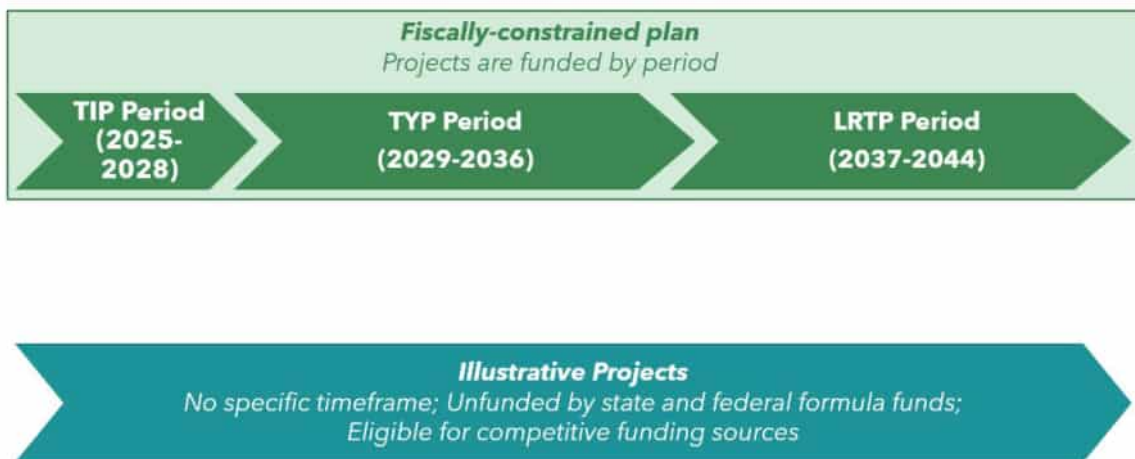 Fiscally-constrained plan
Projects are funded by period
TIP Period
(2025-
2028)
TYP Period
(2029-2036)
LRTP Period
(2037-2044)
Illustrative Projects
No specific timeframe; Unfunded by state and federal formula funds;
Eligible for competitive funding sources